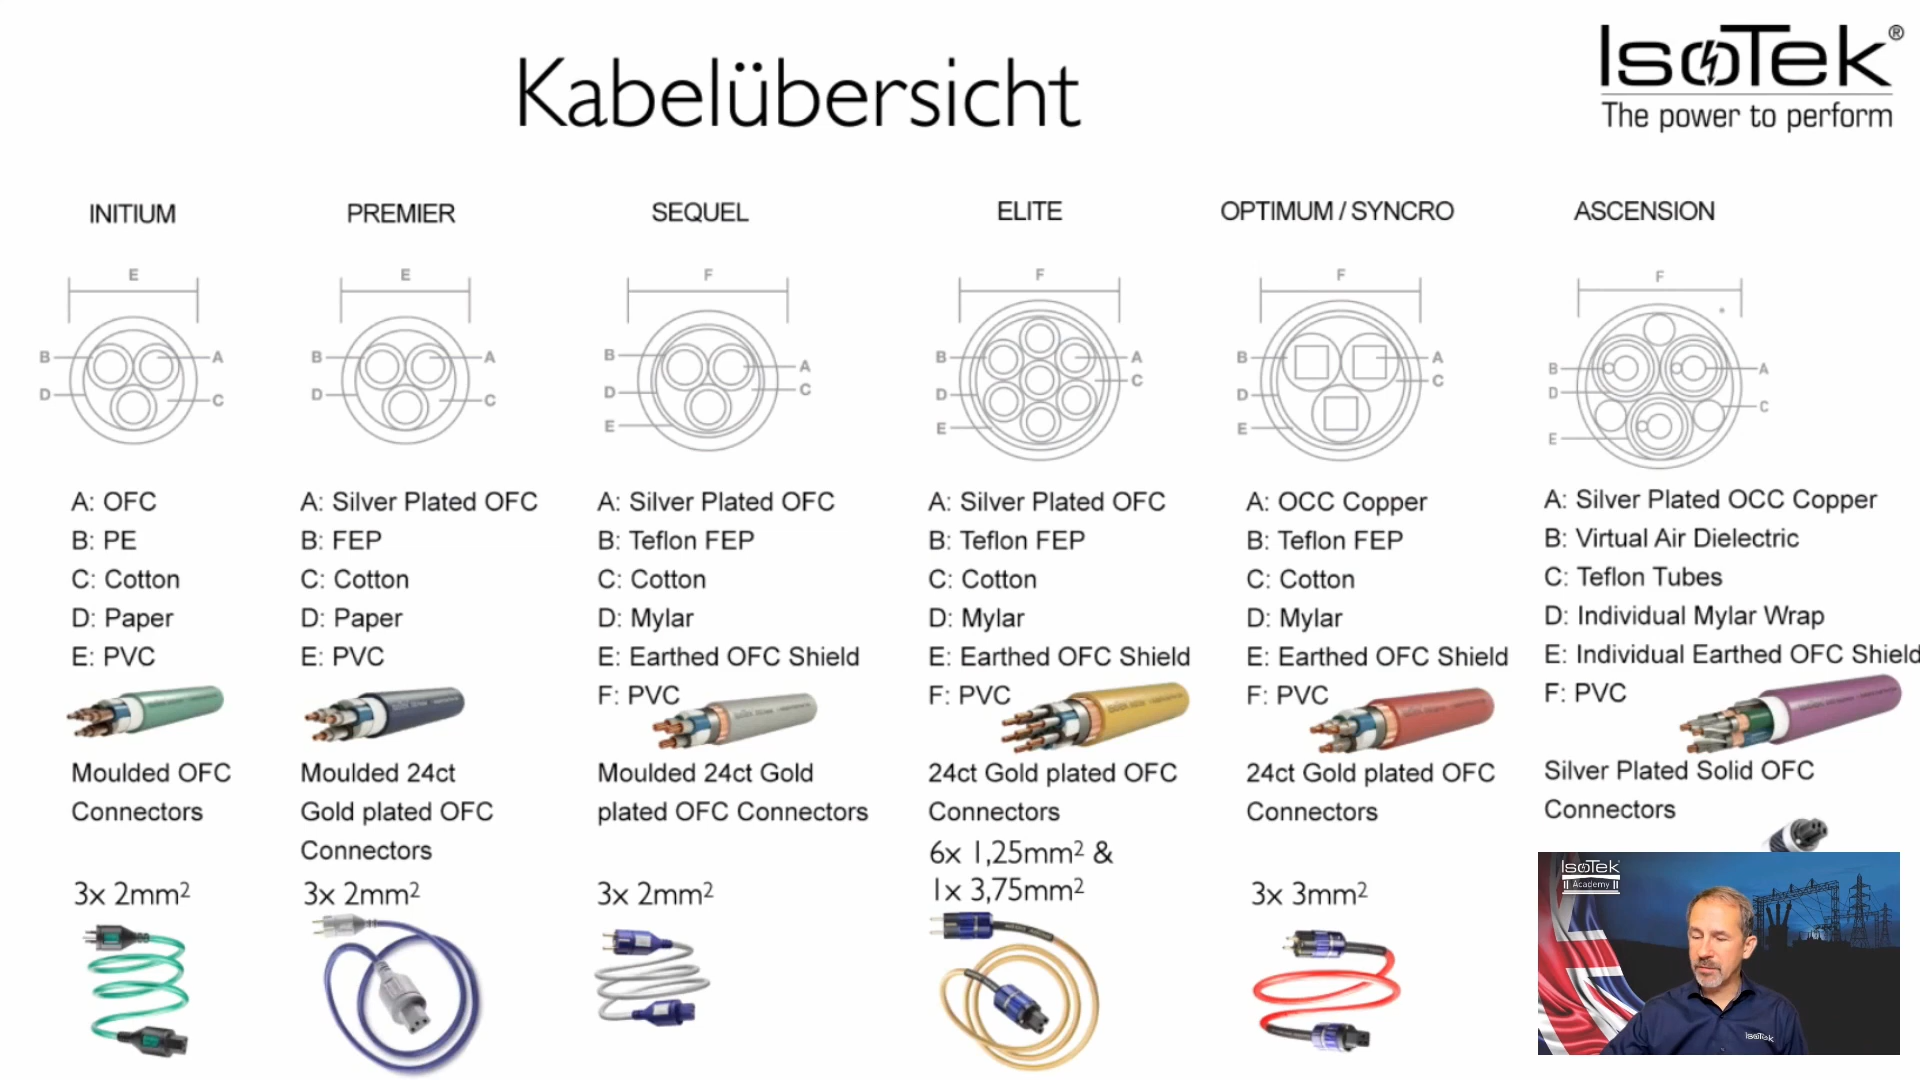 Kabelübersicht
IsoTek®
The power to perform
INITIUM
PREMIER
SEQUEL
ELITE
OPTIMUM / SYNCRO
ASCENSION
E
B
A
D
C
E
B
A
D
C
F
B
A
D
C
E
F
B
A
D
C
E
F
B
A
D
C
E
F
*
B
A
D
C
E
A: OFC
B: PE
C: Cotton
D: Paper
E: PVC
Moulded OFC
Connectors
3x 2mm²
A: Silver Plated OFC
B: FEP
C: Cotton
D: Paper
E: PVC
Moulded 24ct
Gold plated OFC
Connectors
3x 2mm²
A: Silver Plated OFC
B: Teflon FEP
C: Cotton
D: Mylar
E: Earthed OFC Shield
F: PVC
Moulded 24ct Gold
plated OFC Connectors
3x 2mm²
A: Silver Plated OFC
B: Teflon FEP
C: Cotton
D: Mylar
E: Earthed OFC Shield
F: PVC
24ct Gold plated OFC
Connectors
6x 1,25mm² &
1x 3,75mm²
A: OCC Copper
B: Teflon FEP
C: Cotton
D: Mylar
E: Earthed OFC Shield
F: PVC
24ct Gold plated OFC
Connectors
3x 3mm²
A: Silver Plated OCC Copper
B: Virtual Air Dielectric
C: Teflon Tubes
D: Individual Mylar Wrap
E: Individual Earthed OFC Shield
F: PVC
Silver Plated Solid OFC
Connectors
IsoTek
Academy
IsoTek